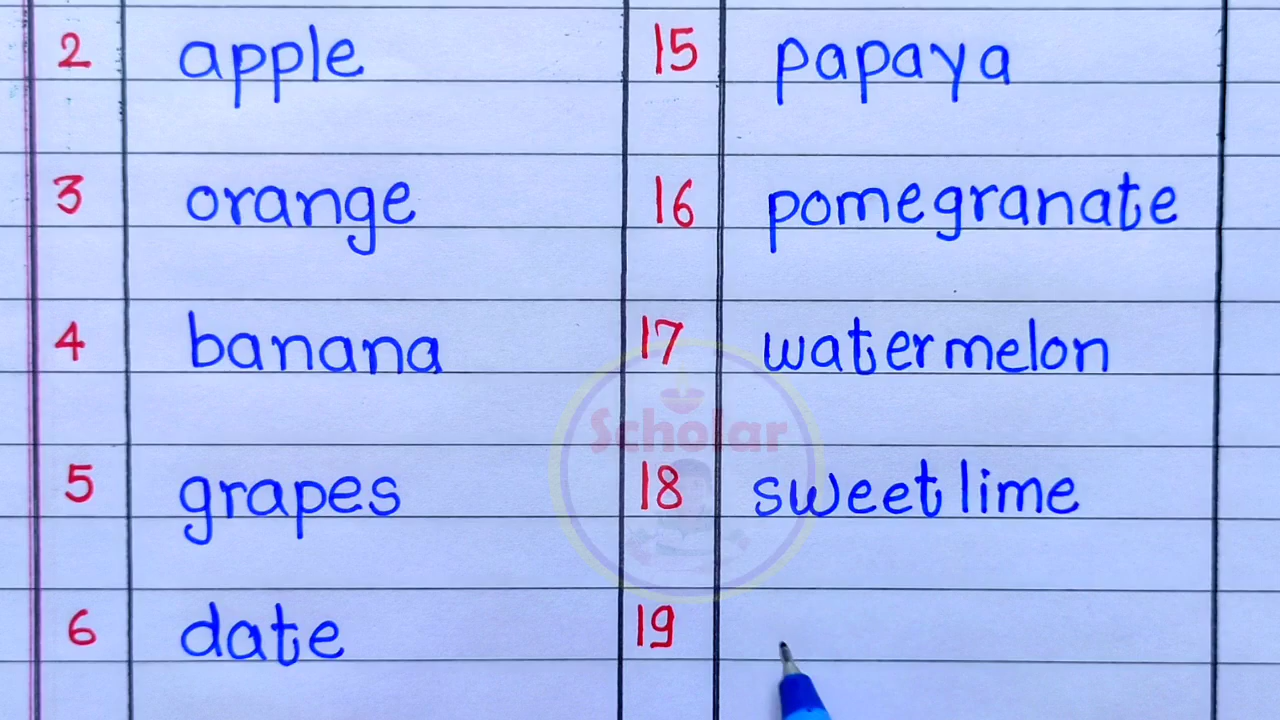 2 apple 15 papaya
3 orange 16 pomegranate
4 banana 17 watermelon
Scholar
5 grapes 18 sweet lime
6 date 19